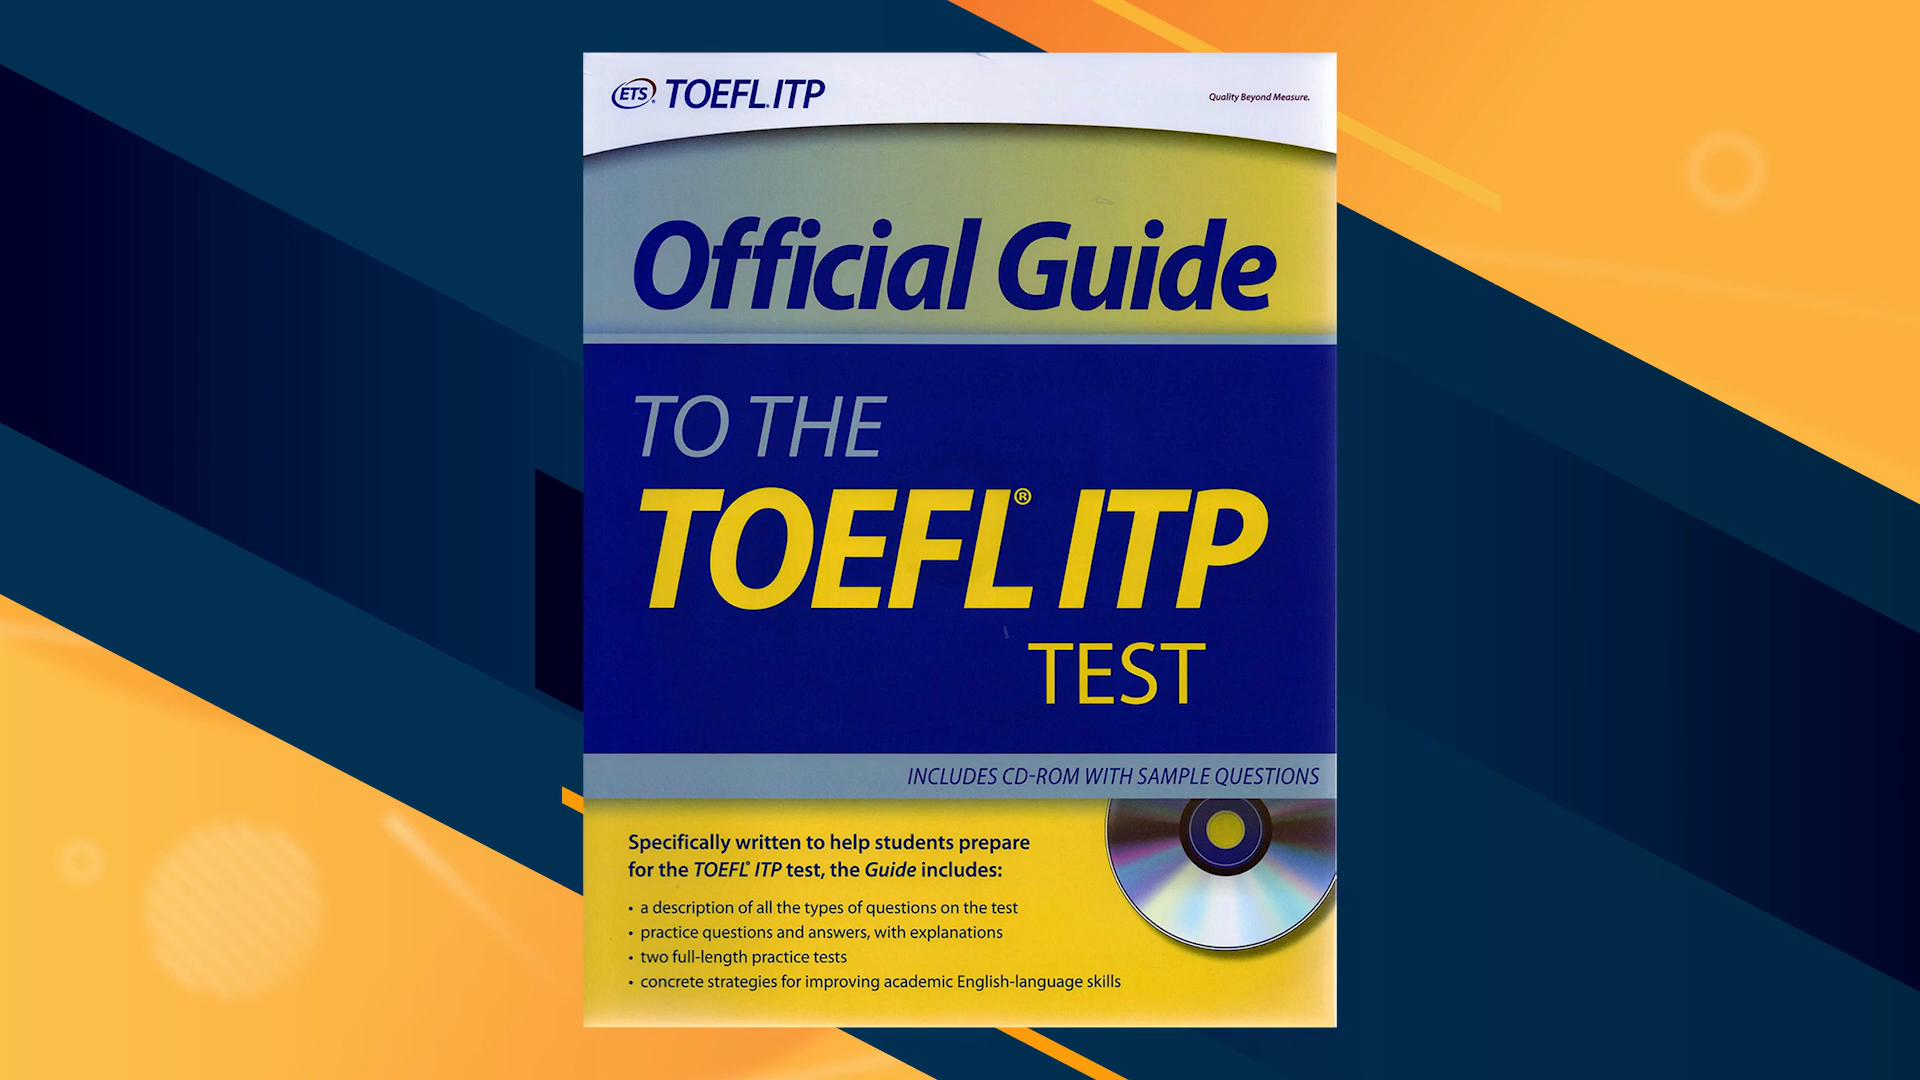 ETS® TOEFL® ITP
Quality Beyond Measure.
Official Guide
TO THE
TOEFL® ITP
TEST
INCLUDES CD-ROM WITH SAMPLE QUESTIONS
Specifically written to help students prepare
for the TOEFL® ITP test, the Guide includes:
• a description of all the types of questions on the test
• practice questions and answers, with explanations
• two full-length practice tests
• concrete strategies for improving academic English-language skills